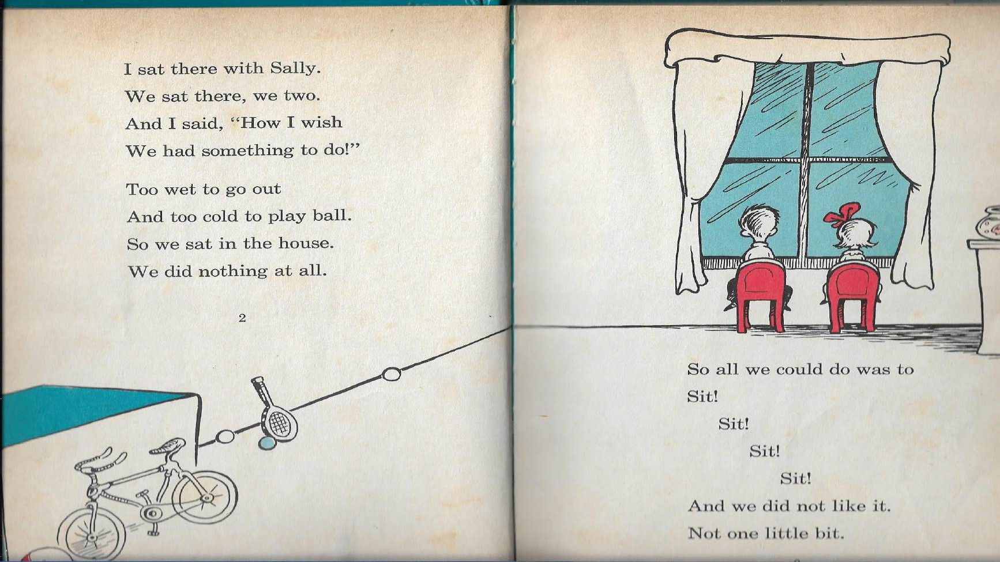 I sat there with Sally.
We sat there, we two.
And I said, “How I wish
We had something to do!”
Too wet to go out
And too cold to play ball.
So we sat in the house.
We did nothing at all.
2
So all we could do was to
Sit!
Sit!
Sit!
Sit!
And we did not like it.
Not one little bit.